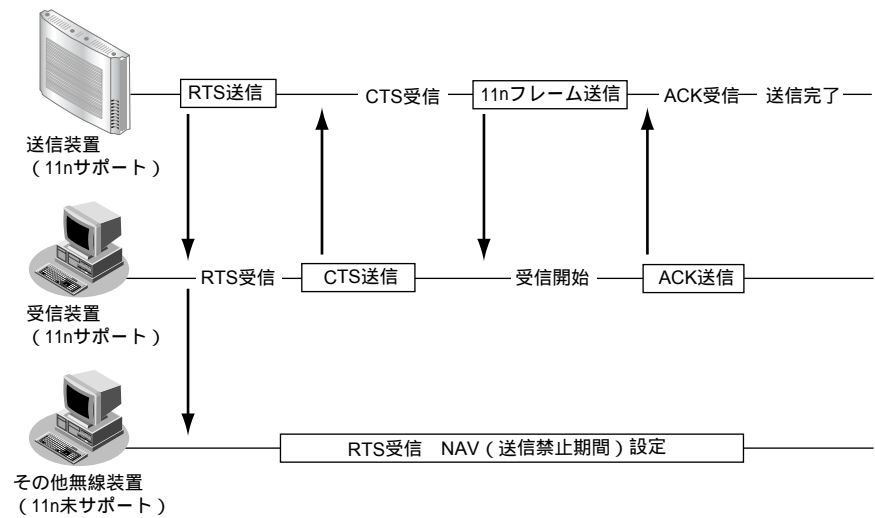 RTS送信
CTS受信
11nフレーム送信
ACK受信
送信完了
送信装置
（11nサポート）
RTS受信
CTS送信
受信開始
ACK送信
受信装置
（11nサポート）
RTS受信　NAV（送信禁止期間）設定
その他無線装置
（11n未サポート）